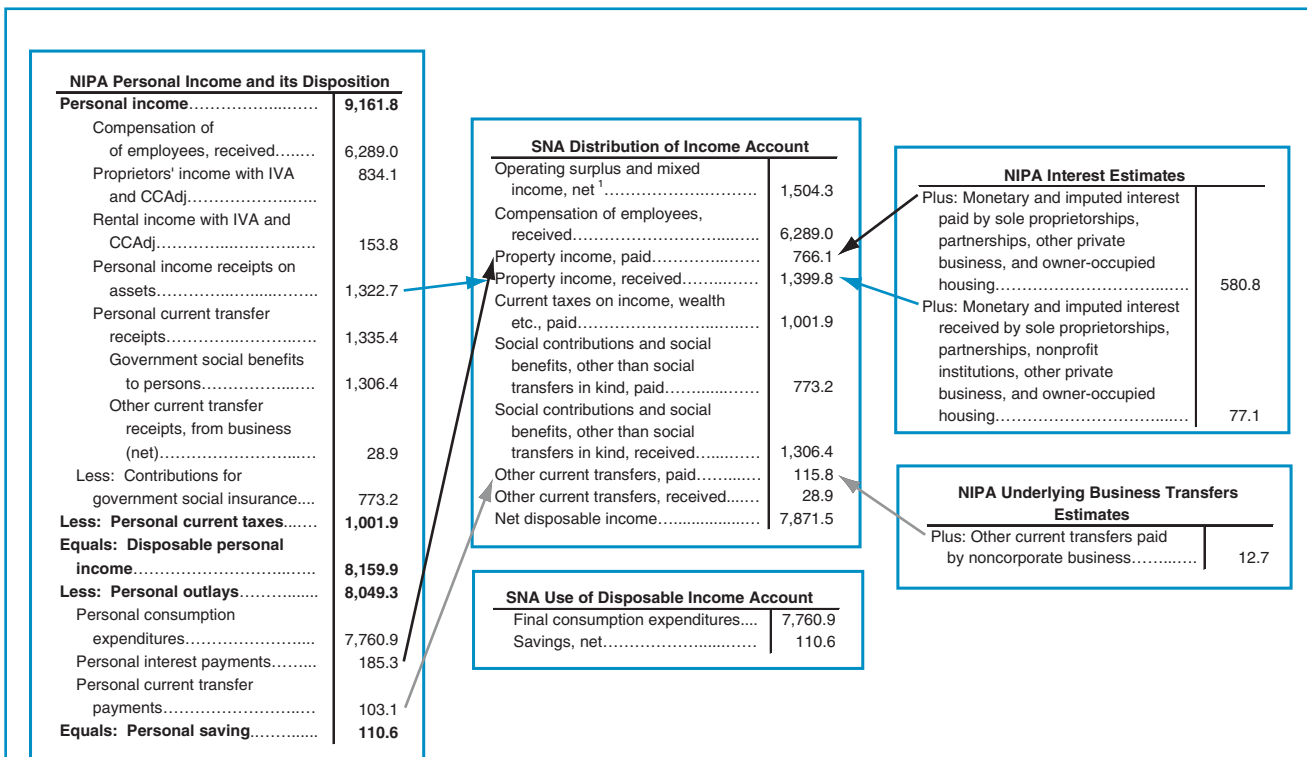 NIPA Personal Income and its Disposition
Personal income…………….....…… 9,161.8
Compensation of
of employees, received…..… 6,289.0
Proprietors' income with IVA 834.1
and CCAdj……………..…..
Rental income with IVA and
CCAdj…………...………..…. 153.8
Personal income receipts on
assets…………..…...……… 1,322.7
Personal current transfer
receipts……………...…..…. 1,335.4
Government social benefits
to persons……………...…. 1,306.4
Other current transfer
receipts, from business
(net)…………………...…… 28.9
Less: Contributions for
government social insurance.... 773.2
Less: Personal current taxes...…. 1,001.9
Equals: Disposable personal
income…………………...…..…. 8,159.9
Less: Personal outlays………....... 8,049.3
Personal consumption
expenditures…………………..... 7,760.9
Personal interest payments……... 185.3
Personal current transfer
payments……………………..… 103.1
Equals: Personal saving………...... 110.6
SNA Distribution of Income Account
Operating surplus and mixed
income, net 1………………..……… 1,504.3
Compensation of employees,
received……………………....…... 6,289.0
Property income, paid…………...…… 766.1
Property income, received…....…… 1,399.8
Current taxes on income, wealth
etc., paid……………………...…..… 1,001.9
Social contributions and social
benefits, other than social
transfers in kind, paid……......…… 773.2
Social contributions and social
benefits, other than social
transfers in kind, received…...…… 1,306.4
Other current transfers, paid……...… 115.8
Other current transfers, received....… 28.9
Net disposable income…...............… 7,871.5
SNA Use of Disposable Income Account
Final consumption expenditures.... 7,760.9
Savings, net………………......…… 110.6
NIPA Interest Estimates
Plus: Monetary and imputed interest
paid by sole proprietorships,
partnerships, other private
business, and owner-occupied
housing………………………...…. 580.8
Plus: Monetary and imputed interest
received by sole proprietorships,
partnerships, nonprofit
institutions, other private
business, and owner-occupied
housing………………………...…. 77.1
NIPA Underlying Business Transfers
Estimates
Plus: Other current transfers paid
by noncorporate business……...…. 12.7